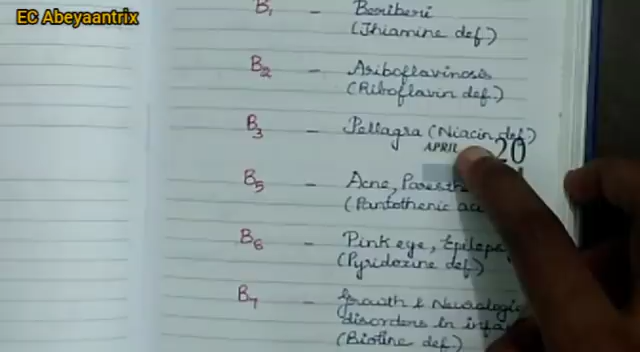 EC Abeyaantrix
B1 - Beriberi
(Thiamine def.)
B2 - Ariboflavinosis
(Riboflavin def.)
B3 - Pellagra (Niacin def.)
APRIL 20
B5 - Acne,
(Pantothenic
B6 - Pink eye,
(Pyridoxine def.)
B7 - Growth & Neurologic
disorders in
(Biotine def.)